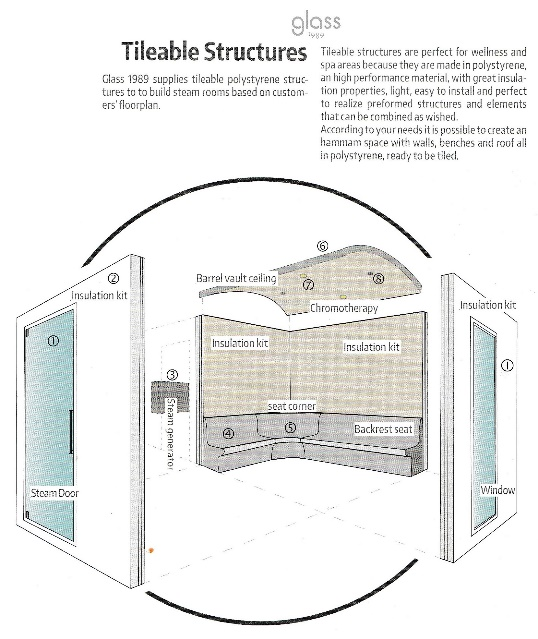 glass
1989
Tileable Structures
Glass 1989 supplies tileable polystyrene struc-
tures to to build steam rooms based on custom-
ers' floorplan.
Tileable structures are perfect for wellness and
spa areas because they are made in polystyrene,
an high performance material, with great insula-
tion properties, light, easy to install and perfect
to realize preformed structures and elements
that can be combined as wished.
According to your needs it is possible to create an
hammam space with walls, benches and roof all
in polystyrene, ready to be tiled.
⑥
②
Barrel vault ceiling
⑦
⑧
Insulation kit
Chromotherapy
Insulation kit
①
Insulation kit
Insulation kit
①
③
seat corner
Steam generator
④
⑤
Backrest seat
Steam Door
Window